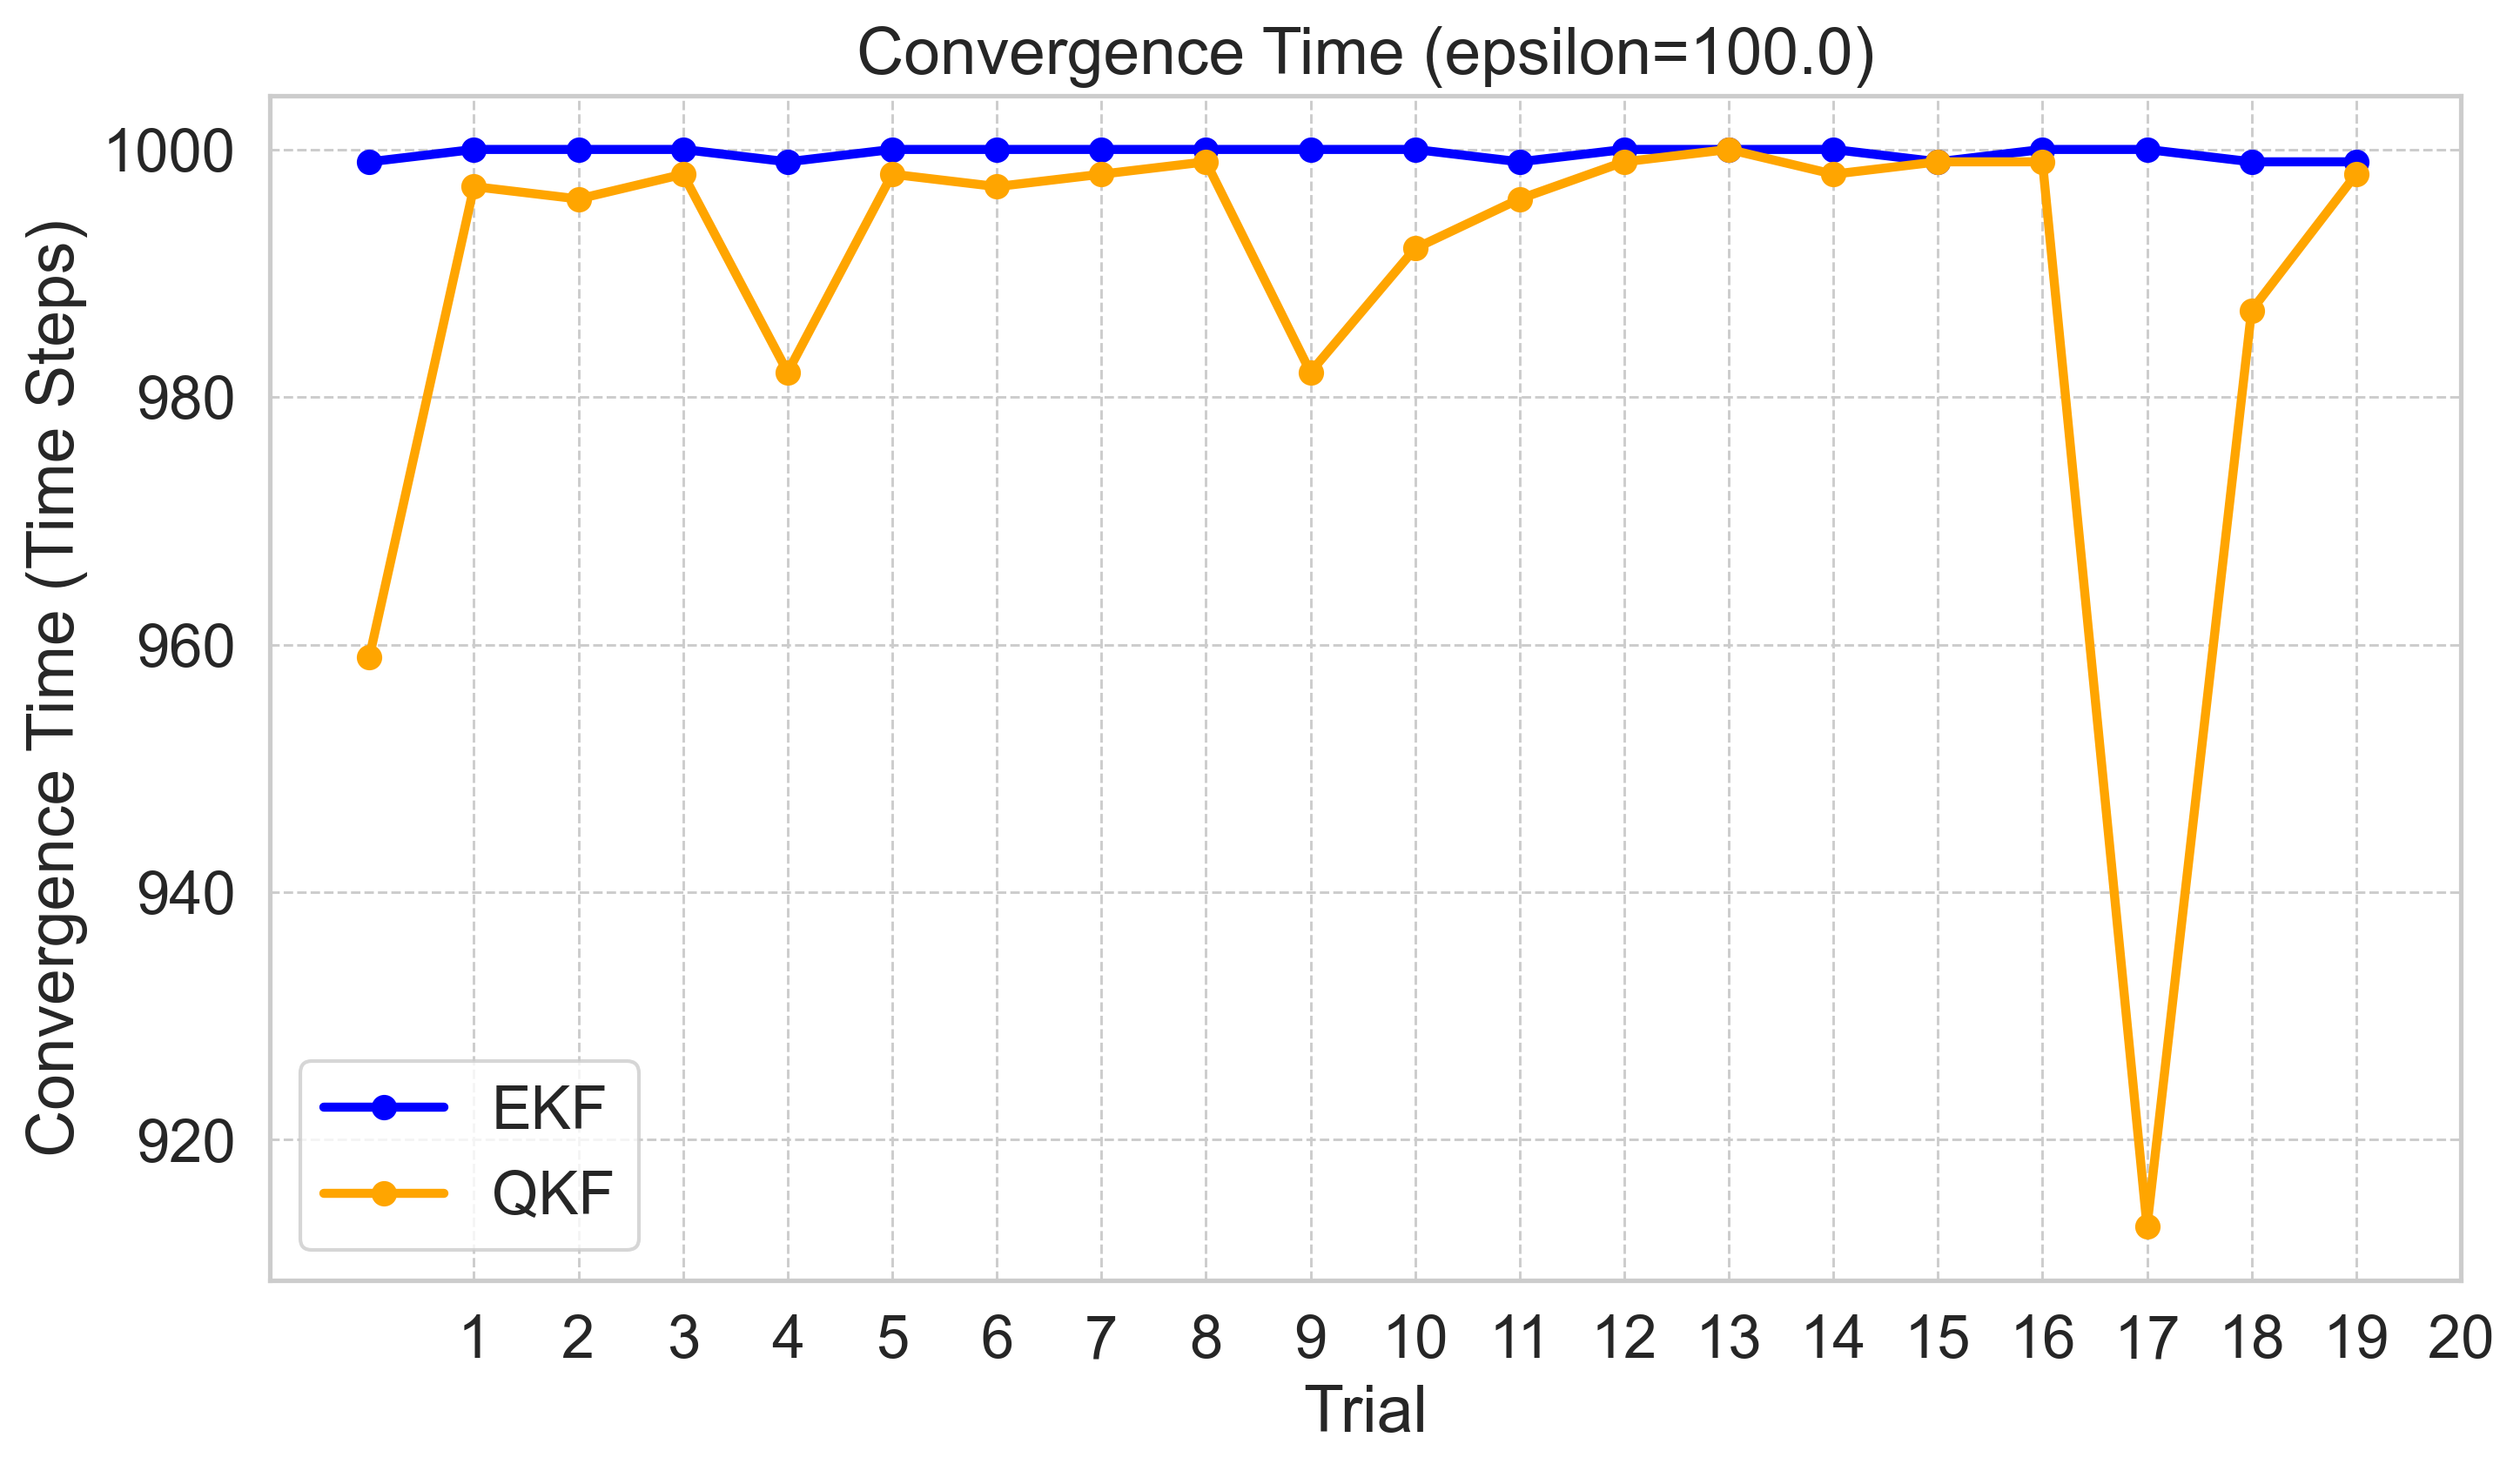 Convergence Time (epsilon=100.0)
Convergence Time (Time Steps)
1000
980
960
940
920
EKF
QKF
1 2 3 4 5 6 7 8 9 10 11 12 13 14 15 16 17 18 19 20
Trial